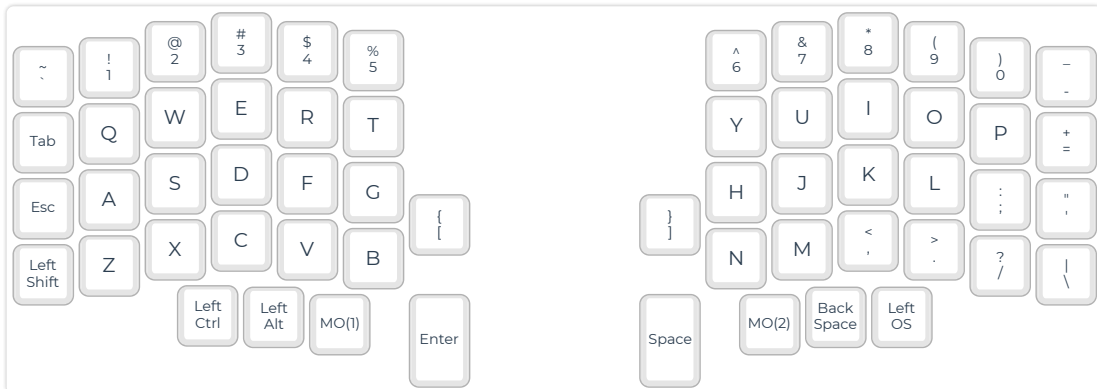 ~
`
!
1
@
2
#
3
$
4
%
5
^
6
&
7
*
8
(
9
)
0
_
-
Tab
Q
W
E
R
T
Y
U
I
O
P
+
=
Esc
A
S
D
F
G
{
[
}
]
H
J
K
L
:
;
"
'
Left
Shift
Z
X
C
V
B
N
M
<
,
>
.
?
/
|
\
Left
Ctrl
Left
Alt
MO(1)
Enter
Space
MO(2)
Back
Space
Left
OS